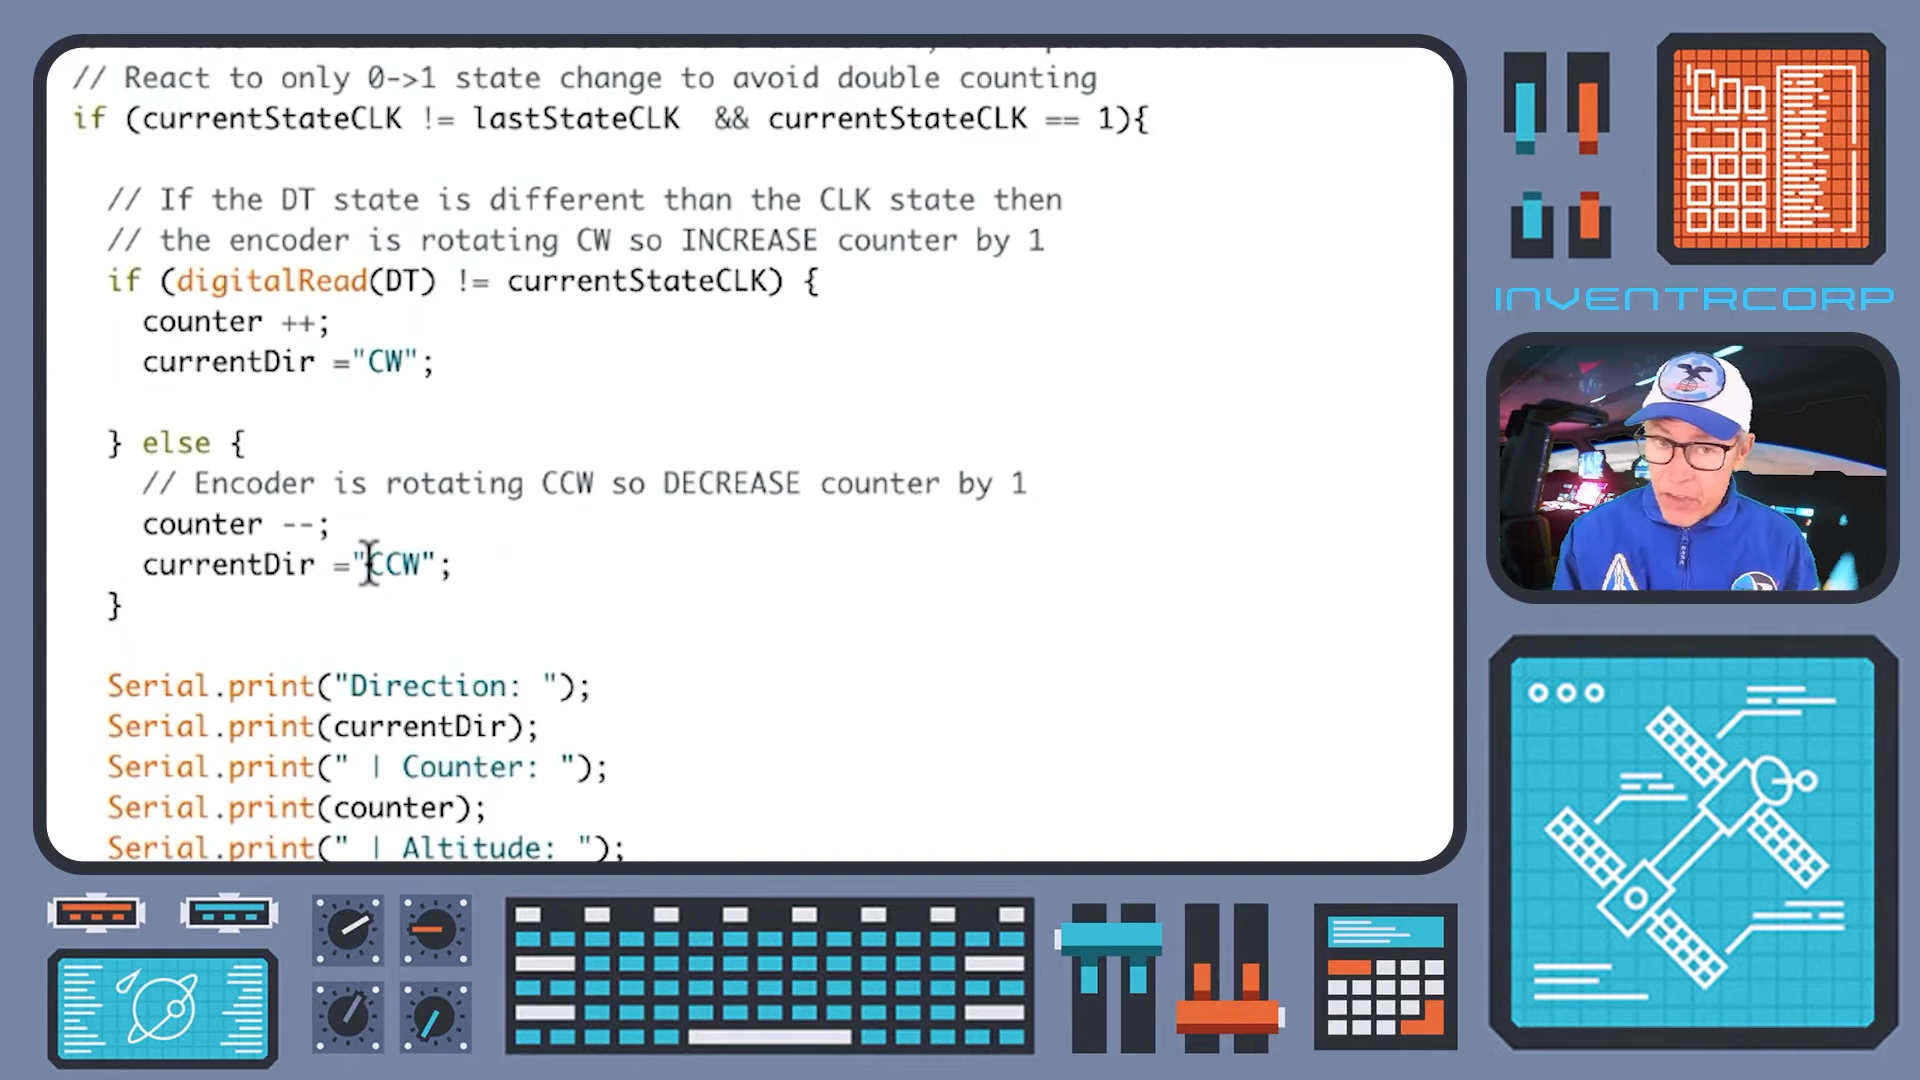 // React to only 0->1 state change to avoid double counting
if (currentStateCLK != lastStateCLK  && currentStateCLK == 1){
// If the DT state is different than the CLK state then
// the encoder is rotating CW so INCREASE counter by 1
if (digitalRead(DT) != currentStateCLK) {
counter ++;
currentDir ="CW";
} else {
// Encoder is rotating CCW so DECREASE counter by 1
counter --;
currentDir ="CCW";
}
Serial.print("Direction: ");
Serial.print(currentDir);
Serial.print(" | Counter: ");
Serial.print(counter);
Serial.print(" | Altitude: ");
INVENTRCORP